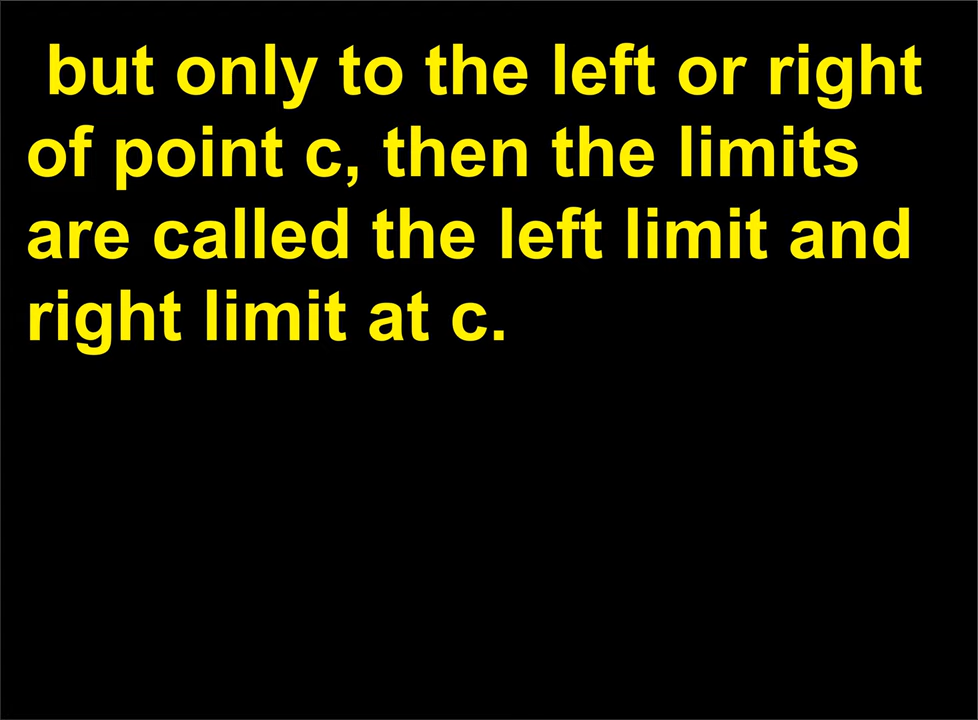 but only to the left or right
of point c, then the limits
are called the left limit and
right limit at c.